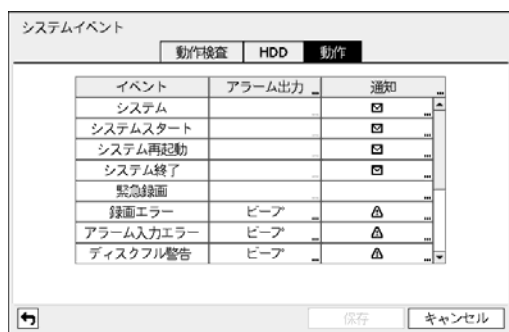 システムイベント
動作検査 HDD 動作
イベント アラーム出力 ... 通知 ...
システム ... ...
システムスタート ... ...
システム再起動 ... ...
システム終了 ... ...
緊急録画 ... ...
録画エラー ビープ ... ...
アラーム入力エラー ビープ ... ...
ディスクフル警告 ビープ ... ...
保存 キャンセル